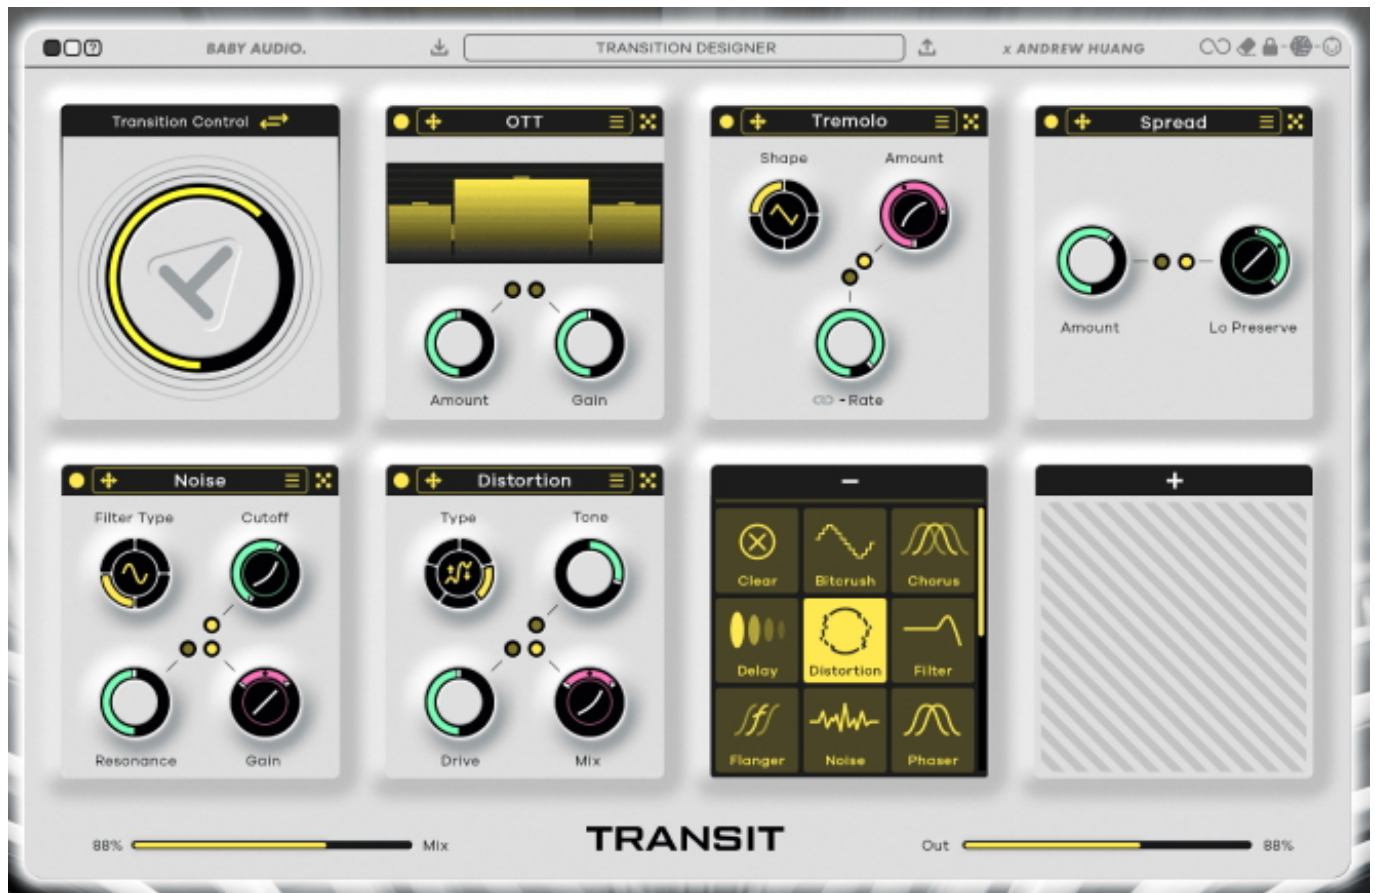 ?
BABY AUDIO.
TRANSITION DESIGNER
x ANDREW HUANG
Transition Control
OTT
Tremolo
Spread
Shape
Amount
Amount
Lo Preserve
Amount
Gain
-Rate
Noise
Distortion
Filter Type
Cutoff
Type
Tone
Clear
Bitcrush
Chorus
Delay
Distortion
Filter
Resonance
Gain
Drive
Mix
Flanger
Noise
Phaser
88%
Mix
TRANSIT
Out
88%